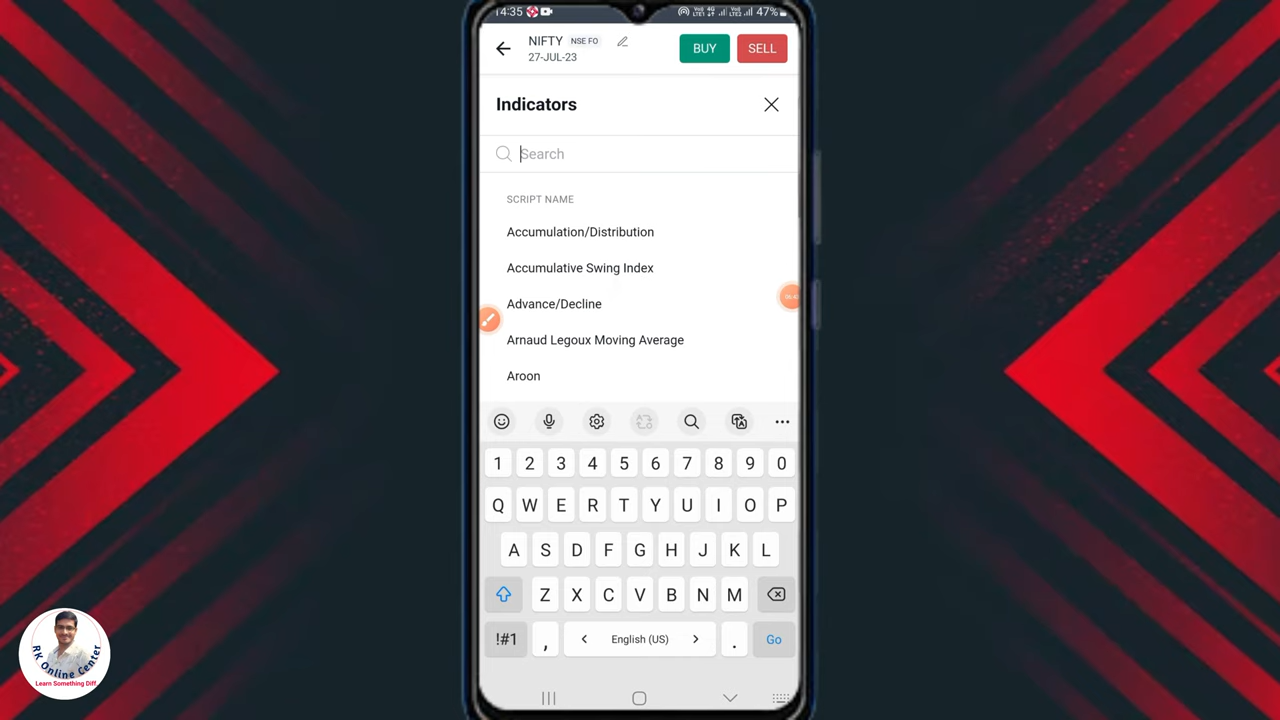 14:35 47%
NIFTY NSE FO
27-JUL-23
BUY
SELL
Indicators
Search
SCRIPT NAME
Accumulation/Distribution
Accumulative Swing Index
Advance/Decline
Arnaud Legoux Moving Average
Aroon
1 2 3 4 5 6 7 8 9 0
Q W E R T Y U I O P
A S D F G H J K L
Z X C V B N M
!#1 , < English (US) > . Go
RK Online Center
Learn Something Diff